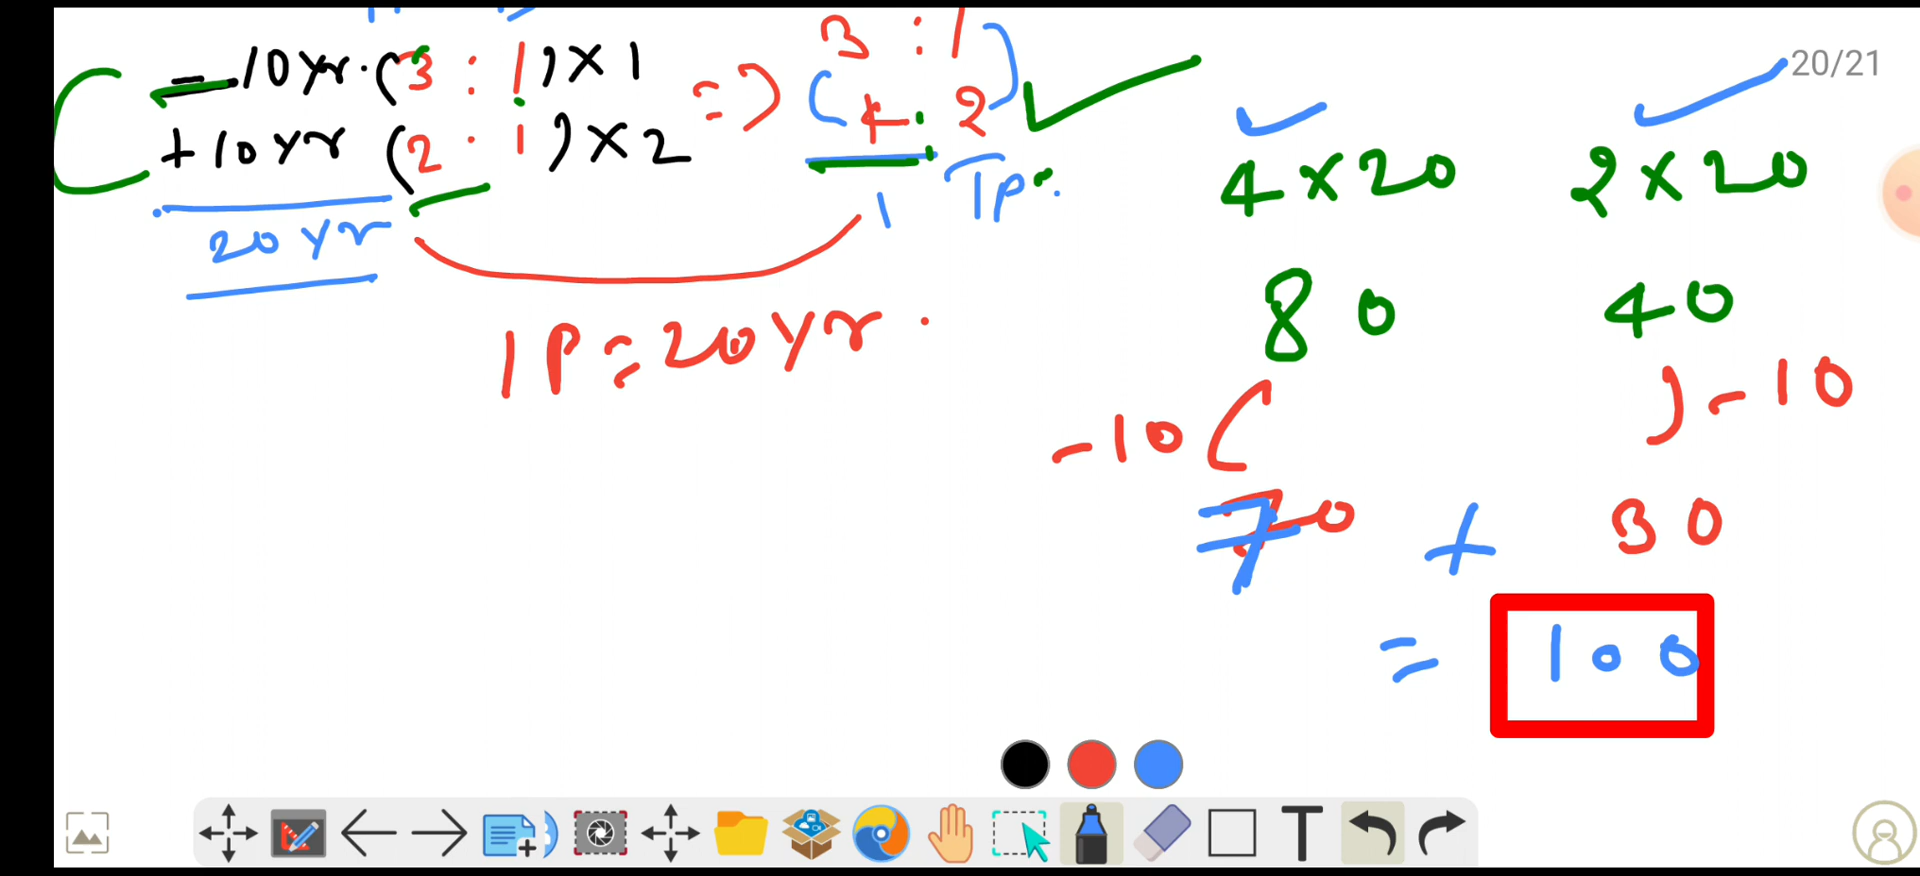 3 : 1
20/21
-10yr.(3 : 1)×1
=> (4 : 2)
+10yr (2 : 1)×2
1 1P.
4×20 2×20
20yr
80 40
1P=20yr.
-10 ( ) -10
70 + 30
= 100
T